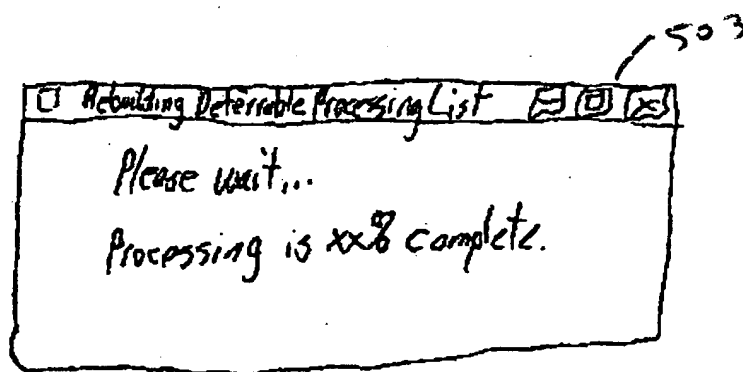 503
Rebuilding Deferrable Processing List
Please wait...
Processing is xx% complete.